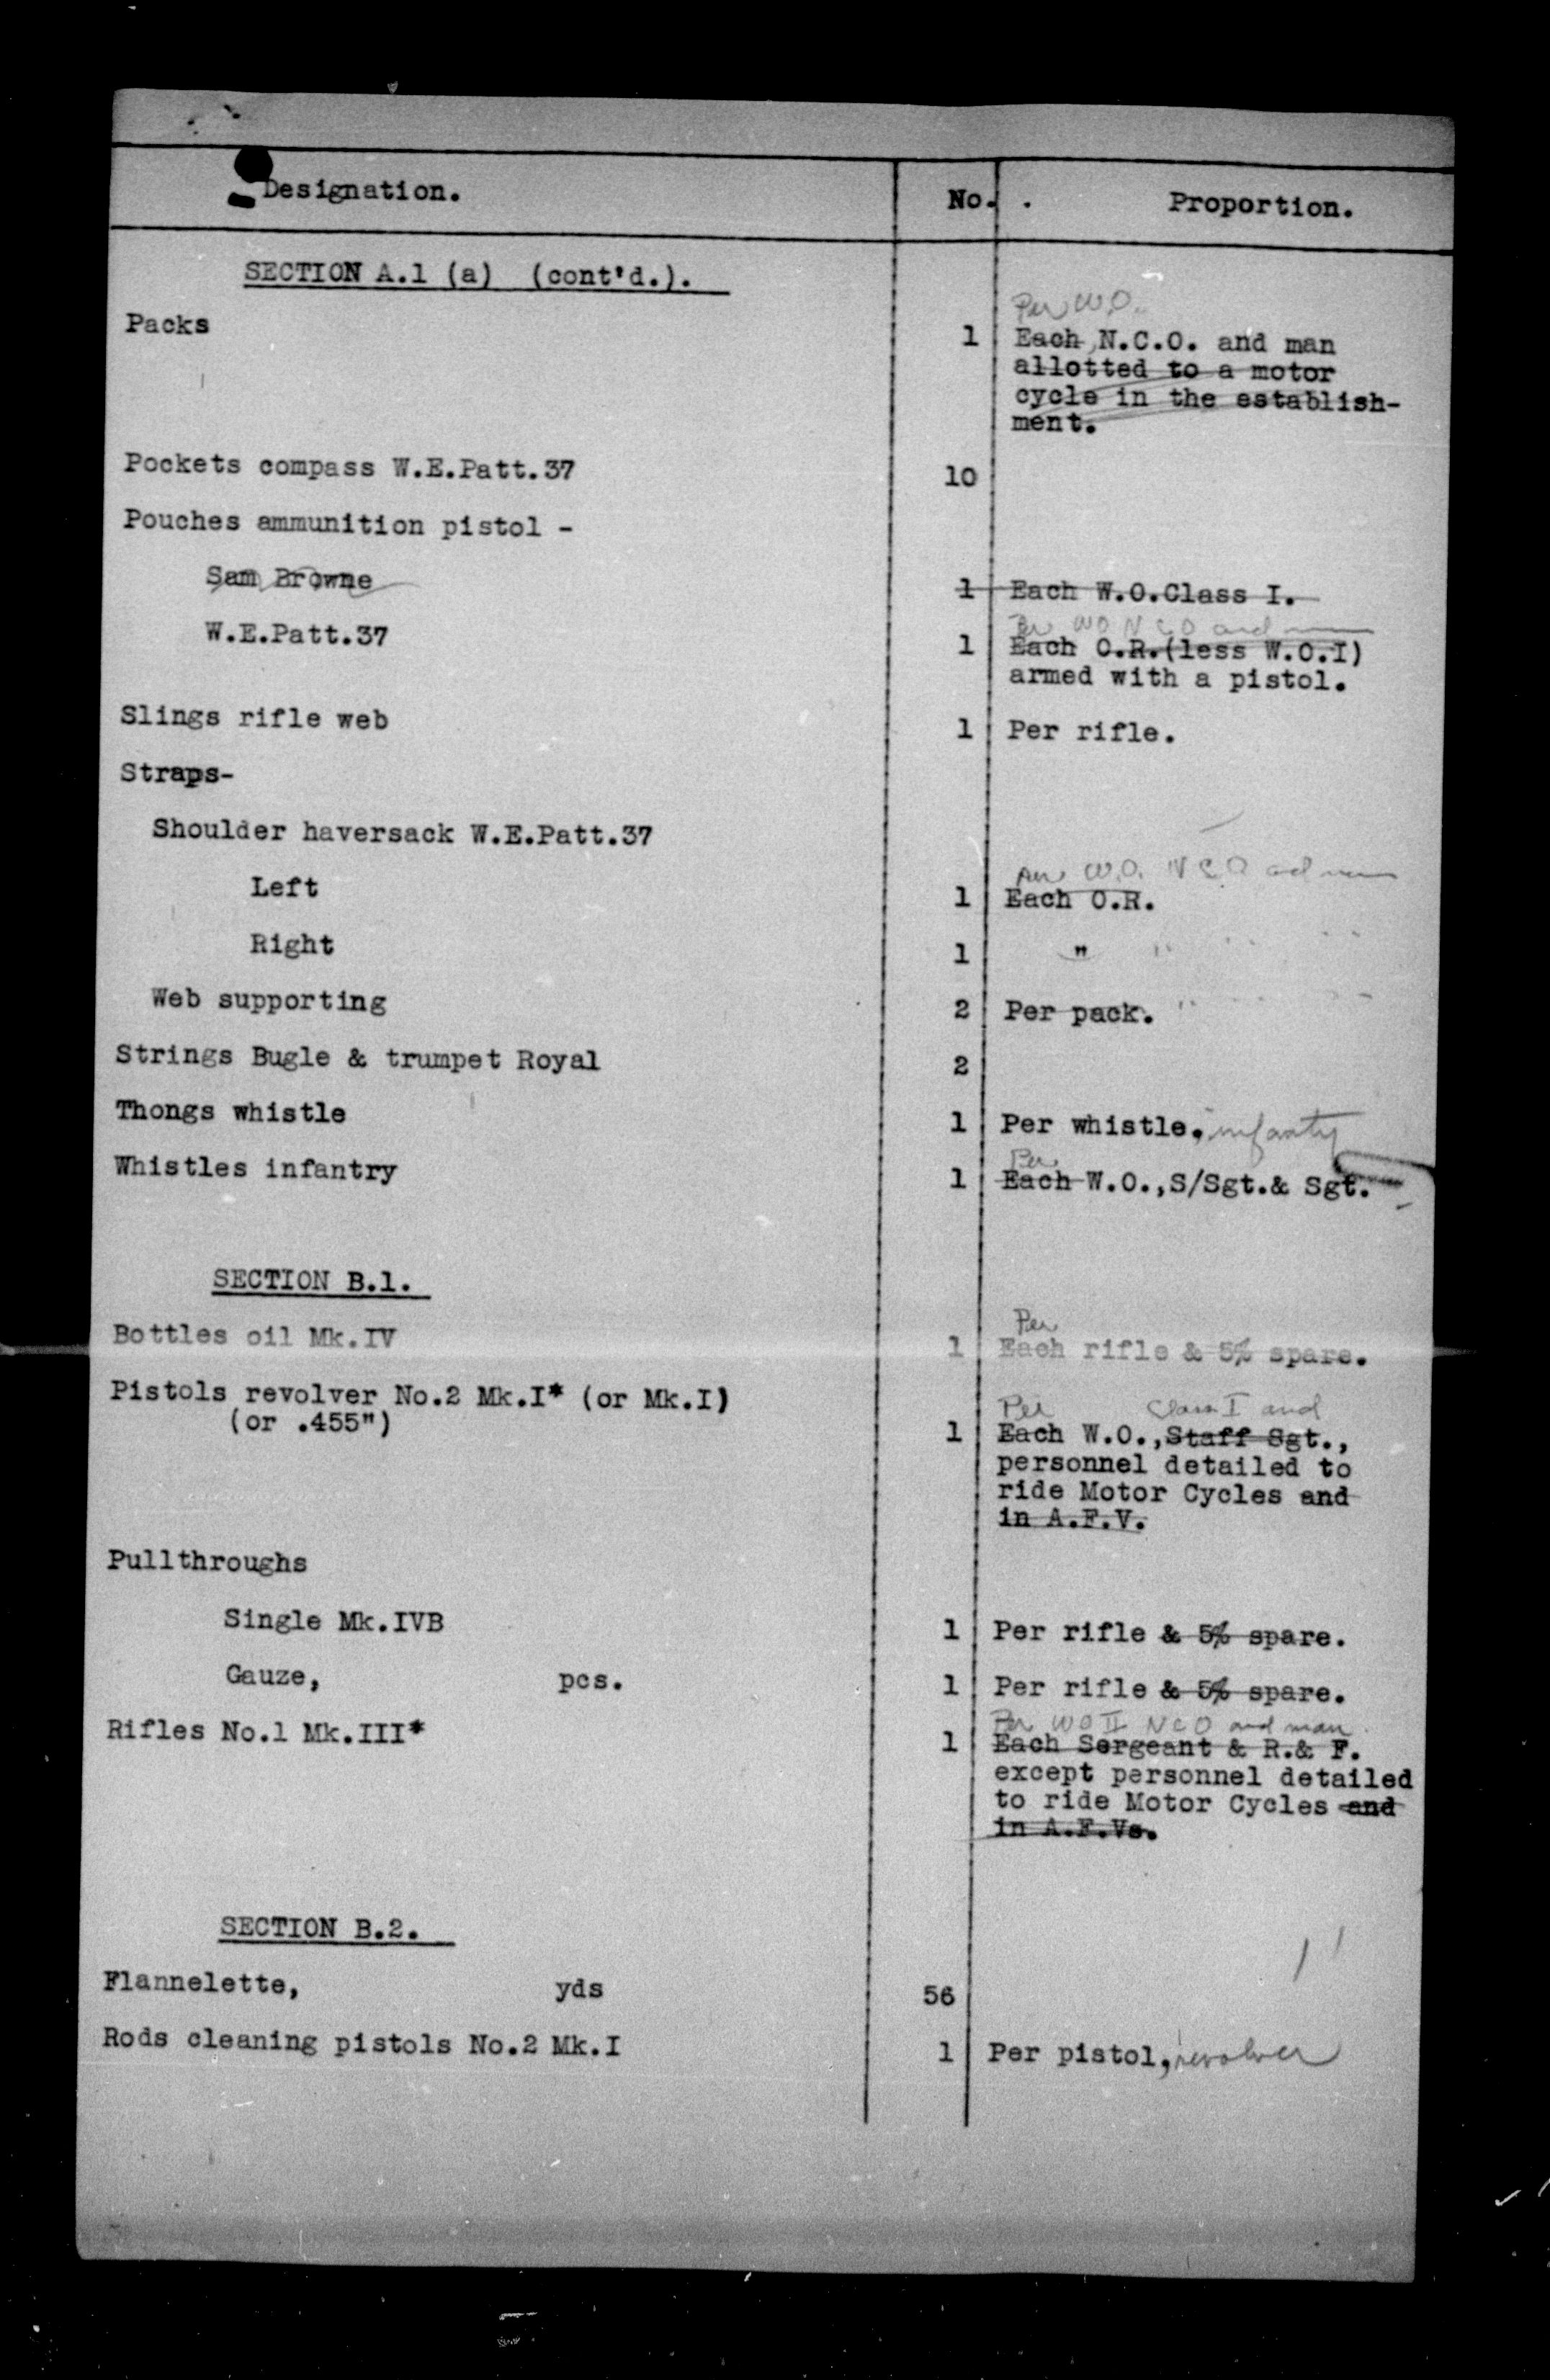 Designation. No. Proportion.
SECTION A.1 (a) (cont'd.).
Per W.O.
Packs 1 Each, N.C.O. and man
allotted to a motor
cycle in the establish-
ment.
Pockets compass W.E.Patt.37 10
Pouches ammunition pistol -
Sam Browne 1 Each W.O.Class I.
Per WO NCO and man
W.E.Patt.37 1 Each O.R.(less W.O.I)
armed with a pistol.
Slings rifle web 1 Per rifle.
Straps-
Shoulder haversack W.E.Patt.37
Per W.O. NCO and man
Left 1 Each O.R.
Right 1 " " " "
Web supporting 2 Per pack. " " "
Strings Bugle & trumpet Royal 2
Thongs whistle 1 Per whistle, infantry
Per
Whistles infantry 1 Each W.O.,S/Sgt.& Sgt.
SECTION B.1.
Per
Bottles oil Mk.IV 1 Each rifle & 5% spare.
Pistols revolver No.2 Mk.I* (or Mk.I)
Per Class I and
(or .455") 1 Each W.O.,Staff Sgt.,
personnel detailed to
ride Motor Cycles and
in A.F.V.
Pullthroughs
Single Mk.IVB 1 Per rifle & 5% spare.
Gauze, pcs. 1 Per rifle & 5% spare.
Per WO II NCO and man
Rifles No.1 Mk.III* 1 Each Sergeant & R.& F.
except personnel detailed
to ride Motor Cycles and
in A.F.Vs.
SECTION B.2.
Flannelette, yds 56
Rods cleaning pistols No.2 Mk.I 1 Per pistol, revolver